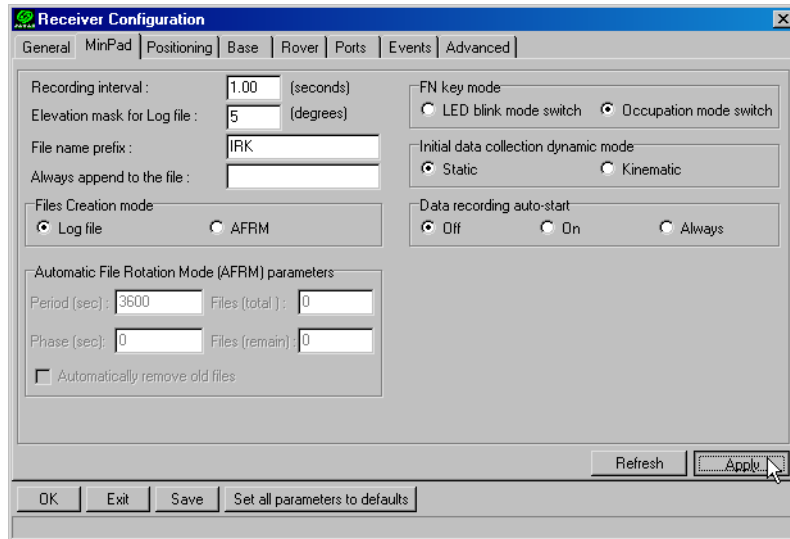 Receiver Configuration
General MinPad Positioning Base Rover Ports Events Advanced
Recording interval : 1.00 (seconds)
Elevation mask for Log file : 5 (degrees)
File name prefix : IRK
Always append to the file :
Files Creation mode
Log file AFRM
Automatic File Rotation Mode (AFRM) parameters
Period (sec) : 3600 Files (total ) : 0
Phase (sec): 0 Files (remain) : 0
Automatically remove old files
FN key mode
LED blink mode switch Occupation mode switch
Initial data collection dynamic mode
Static Kinematic
Data recording auto-start
Off On Always
Refresh Apply
OK Exit Save Set all parameters to defaults